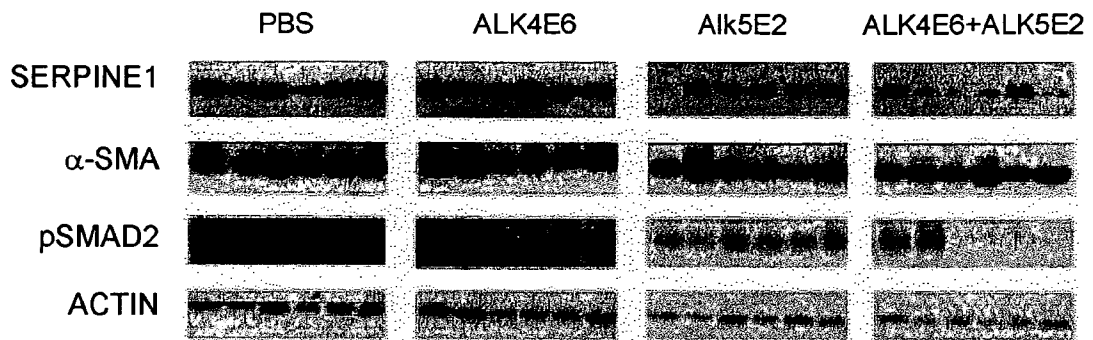 PBS ALK4E6 Alk5E2 ALK4E6+ALK5E2
SERPINE1
α-SMA
pSMAD2
ACTIN